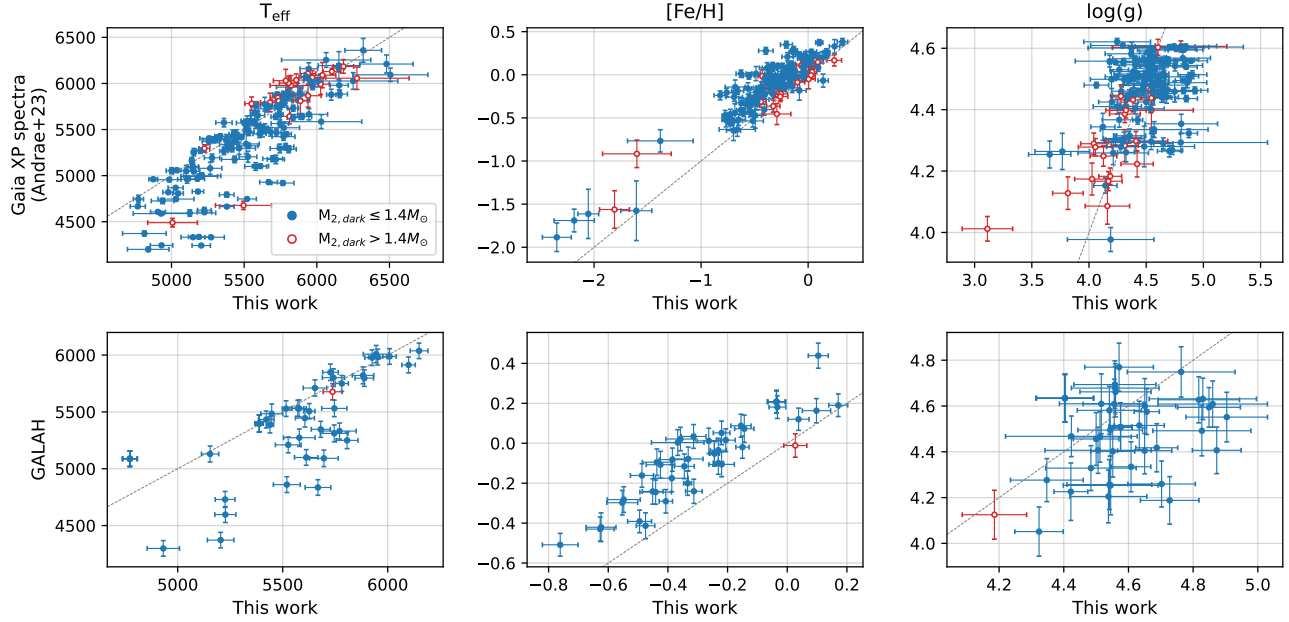 T_eff
[Fe/H]
log(g)
Gaia XP spectra
(Andrae+23)
6500
6000
5500
5000
4500
M_2,dark ≤ 1.4M_⊙
M_2,dark > 1.4M_⊙
5000 5500 6000 6500
This work
0.5
0.0
−0.5
−1.0
−1.5
−2.0
−2 −1 0
This work
4.6
4.4
4.2
4.0
3.0 3.5 4.0 4.5 5.0 5.5
This work
GALAH
6000
5500
5000
4500
5000 5500 6000
This work
0.4
0.2
0.0
−0.2
−0.4
−0.6
−0.8 −0.6 −0.4 −0.2 0.0 0.2
This work
4.8
4.6
4.4
4.2
4.0
4.2 4.4 4.6 4.8 5.0
This work